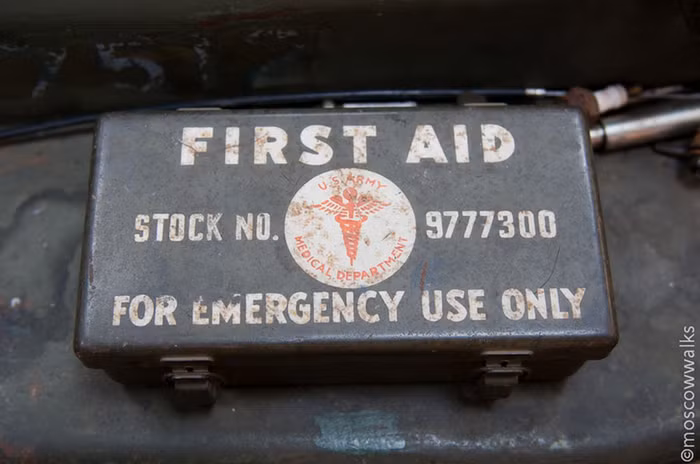 FIRST AID
U.S. ARMY
STOCK NO. 9777300
MEDICAL DEPARTMENT
FOR EMERGENCY USE ONLY
©moscowwalks